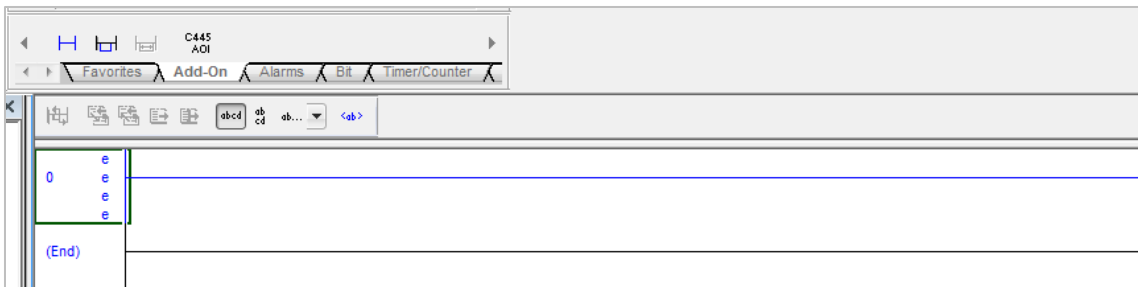 C445
AOI
Favorites Add-On Alarms Bit Timer/Counter
abcd ab cd ab... <ab>
e
0 e
e
e
(End)